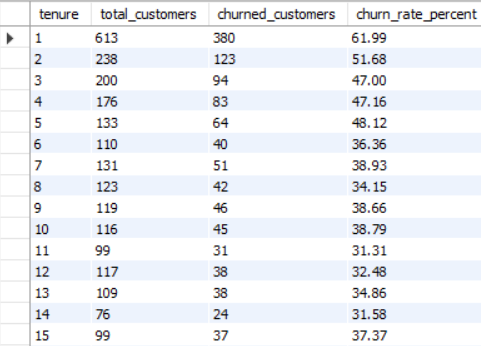 tenure total_customers churned_customers churn_rate_percent
1 613 380 61.99
2 238 123 51.68
3 200 94 47.00
4 176 83 47.16
5 133 64 48.12
6 110 40 36.36
7 131 51 38.93
8 123 42 34.15
9 119 46 38.66
10 116 45 38.79
11 99 31 31.31
12 117 38 32.48
13 109 38 34.86
14 76 24 31.58
15 99 37 37.37